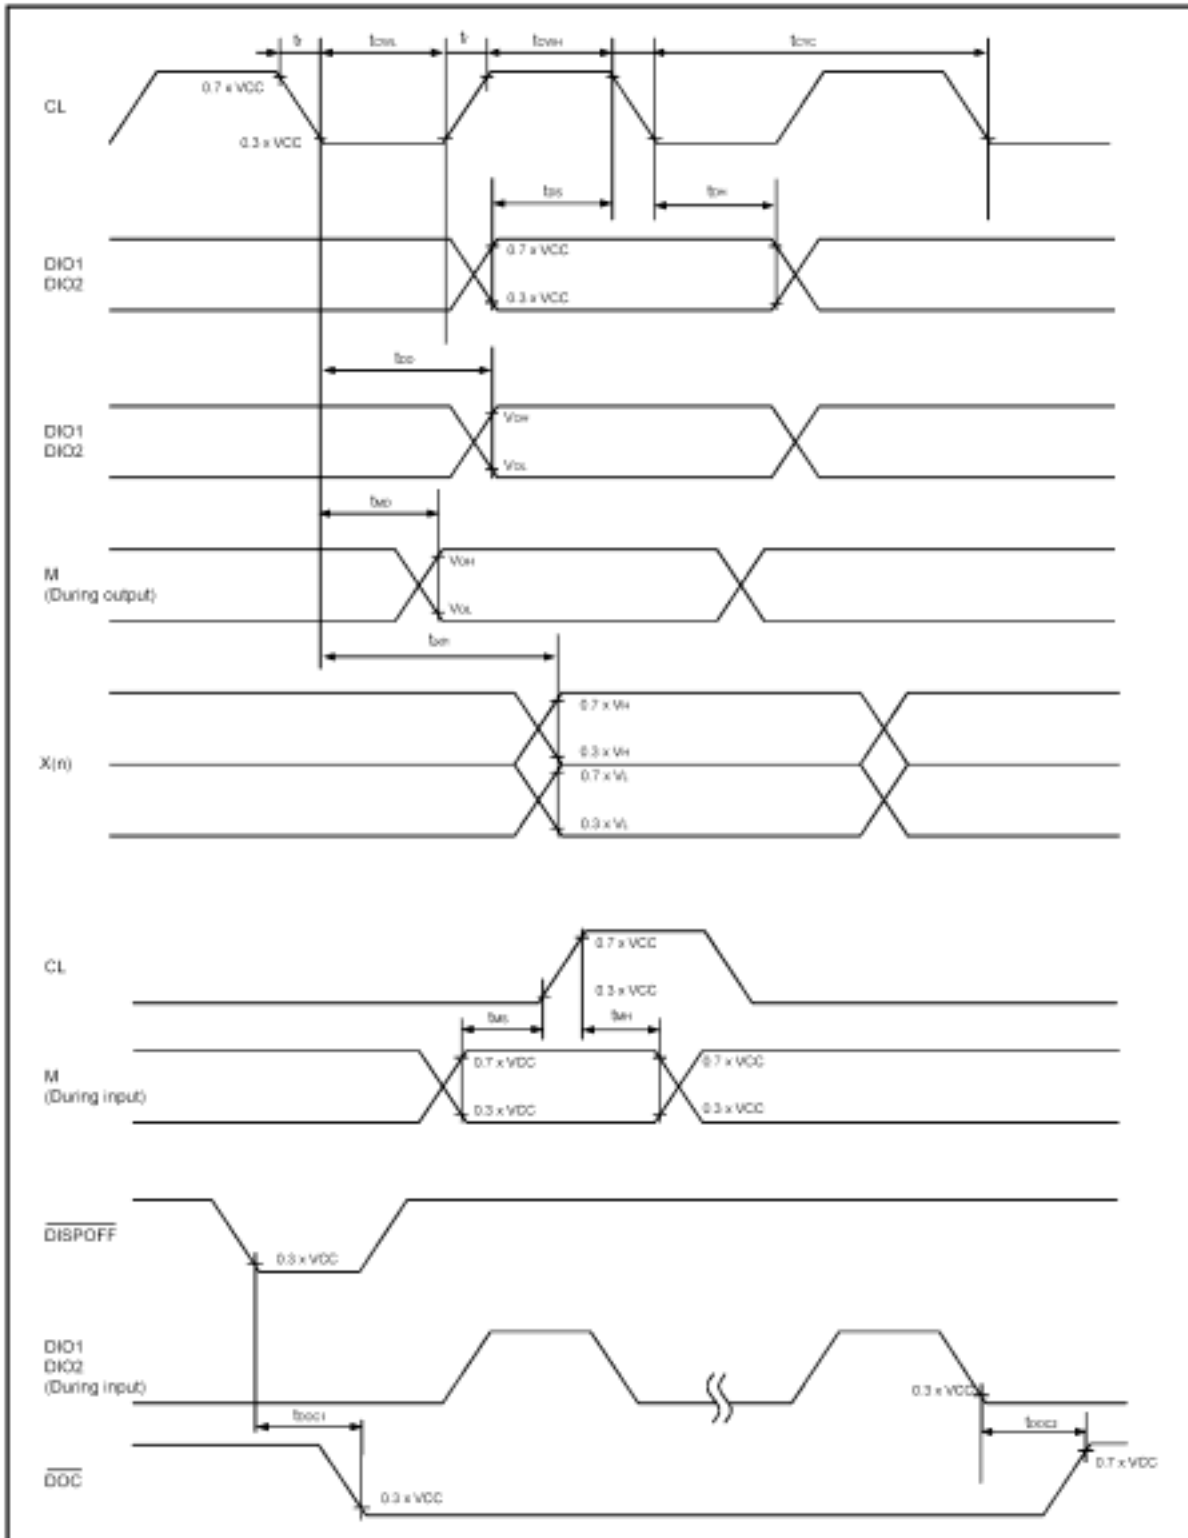 tf tCWL tr tCWH tCYC
CL
0.7 x VCC
0.3 x VCC
tDS tDH
DIO1
DIO2
0.7 x VCC
0.3 x VCC
tDD
DIO1
DIO2
VOH
VOL
tMD
M
(During output)
VOH
VOL
X(n)
0.7 x VH
0.3 x VH
0.7 x VL
0.3 x VL
CL
0.7 x VCC
0.3 x VCC
tMS tMH
M
(During input)
0.7 x VCC 0.7 x VCC
0.3 x VCC 0.3 x VCC
DISPOFF
0.3 x VCC
DIO1
DIO2
(During input)
0.3 x VCC
tDOC1 tDOC2
DOC
0.7 x VCC
0.3 x VCC